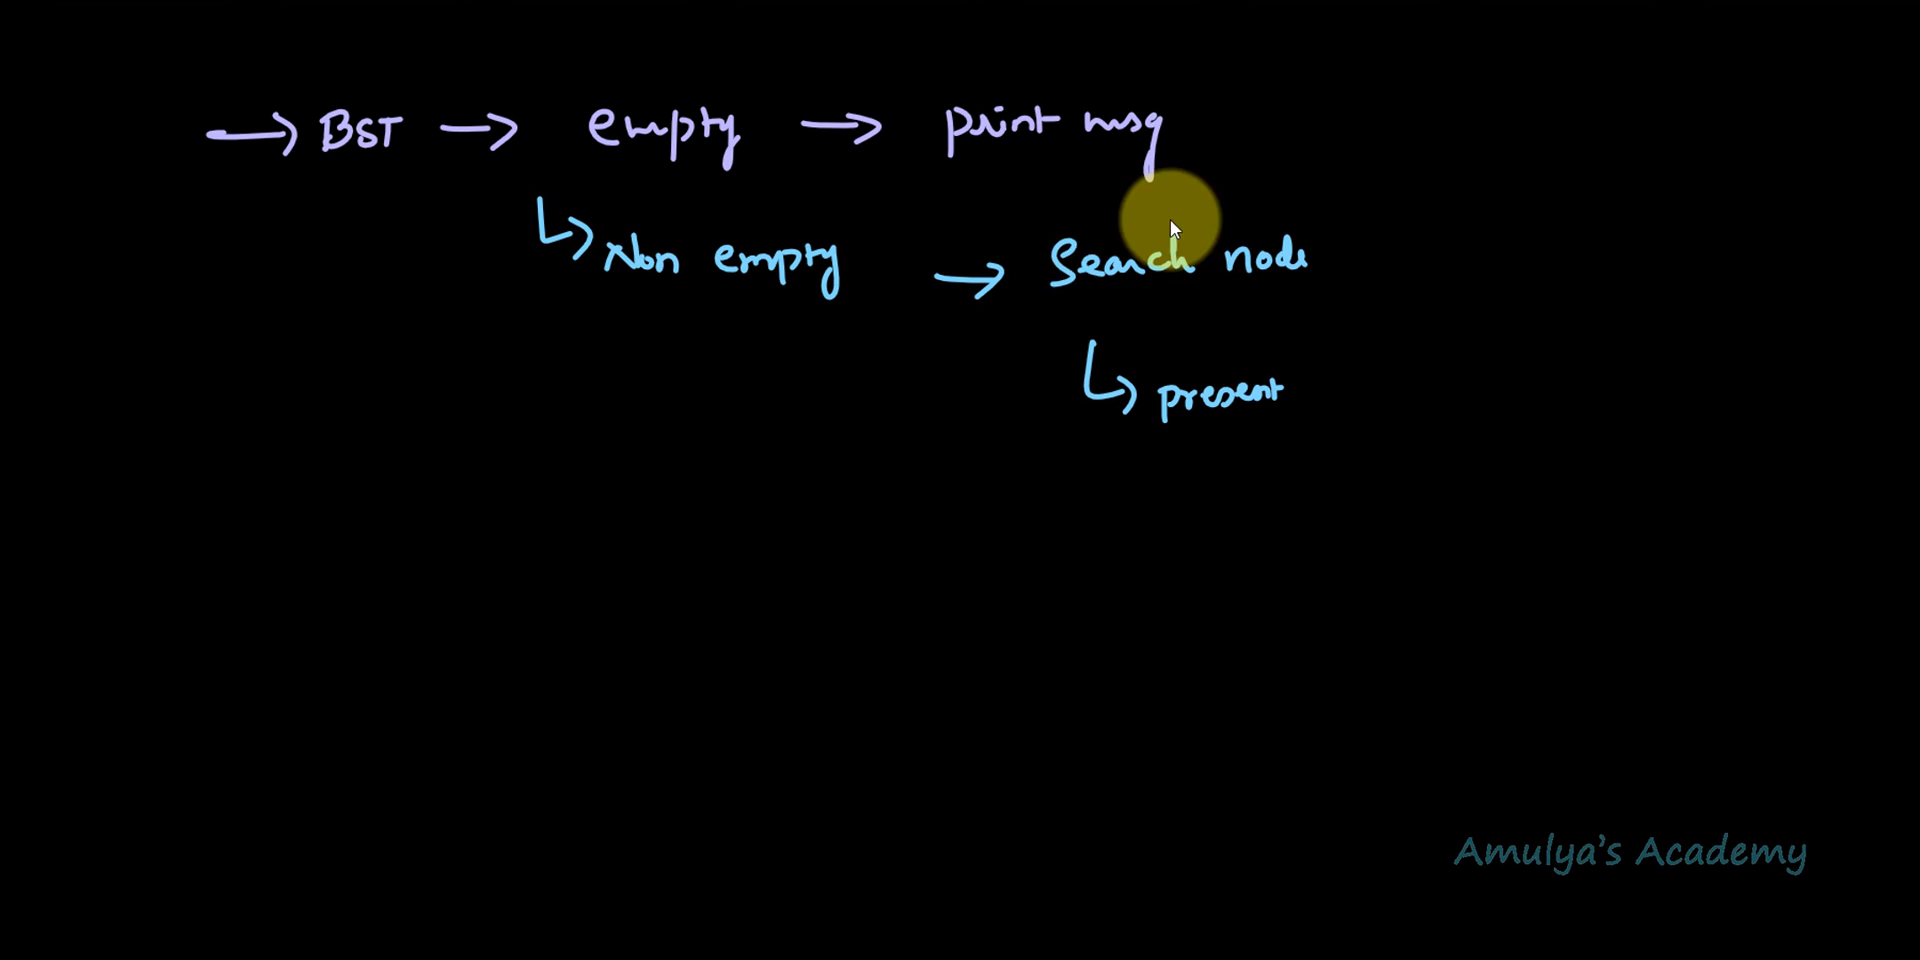 → BST → empty → print msg
↳ Non empty → Search node
↳ present
Amulya's Academy